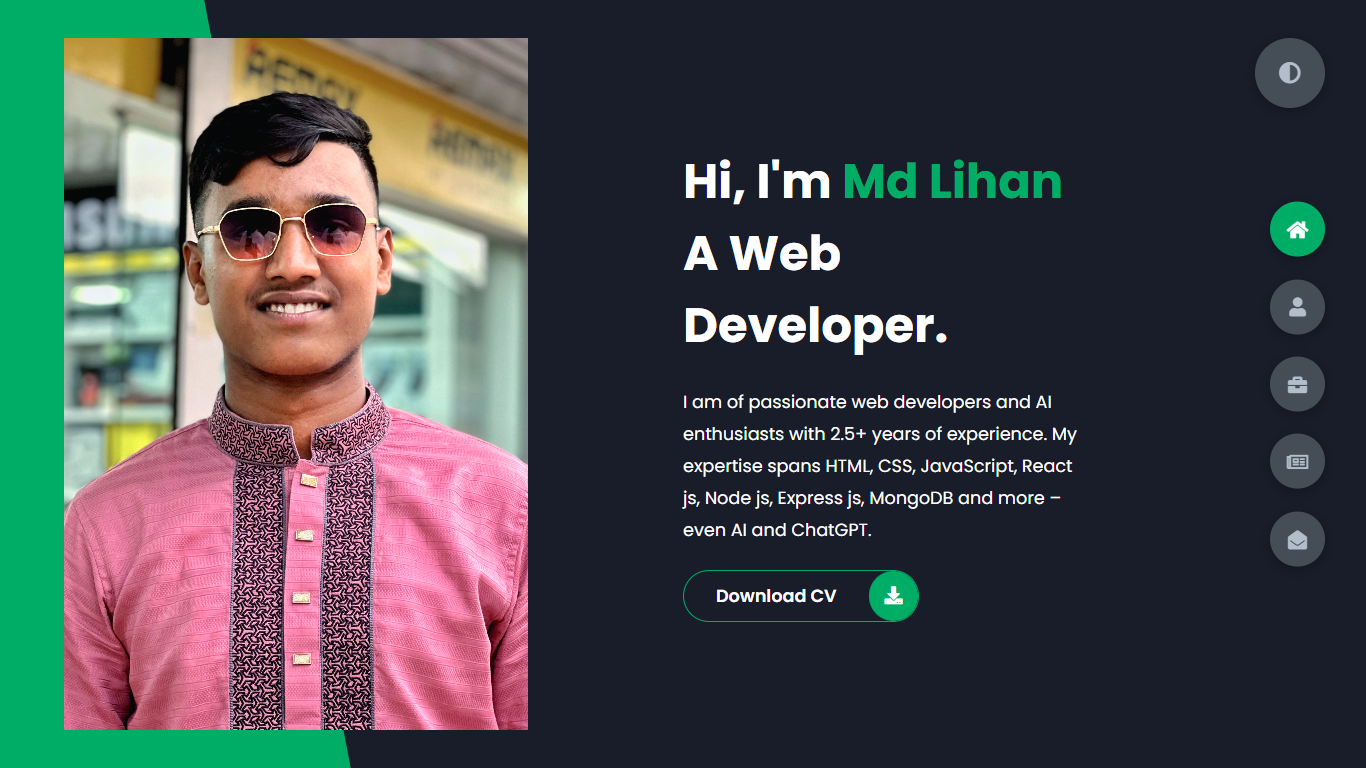 REMAX
REMAX
Hi, I'm Md Lihan
A Web
Developer.
I am of passionate web developers and AI
enthusiasts with 2.5+ years of experience. My
expertise spans HTML, CSS, JavaScript, React
js, Node js, Express js, MongoDB and more –
even AI and ChatGPT.
Download CV